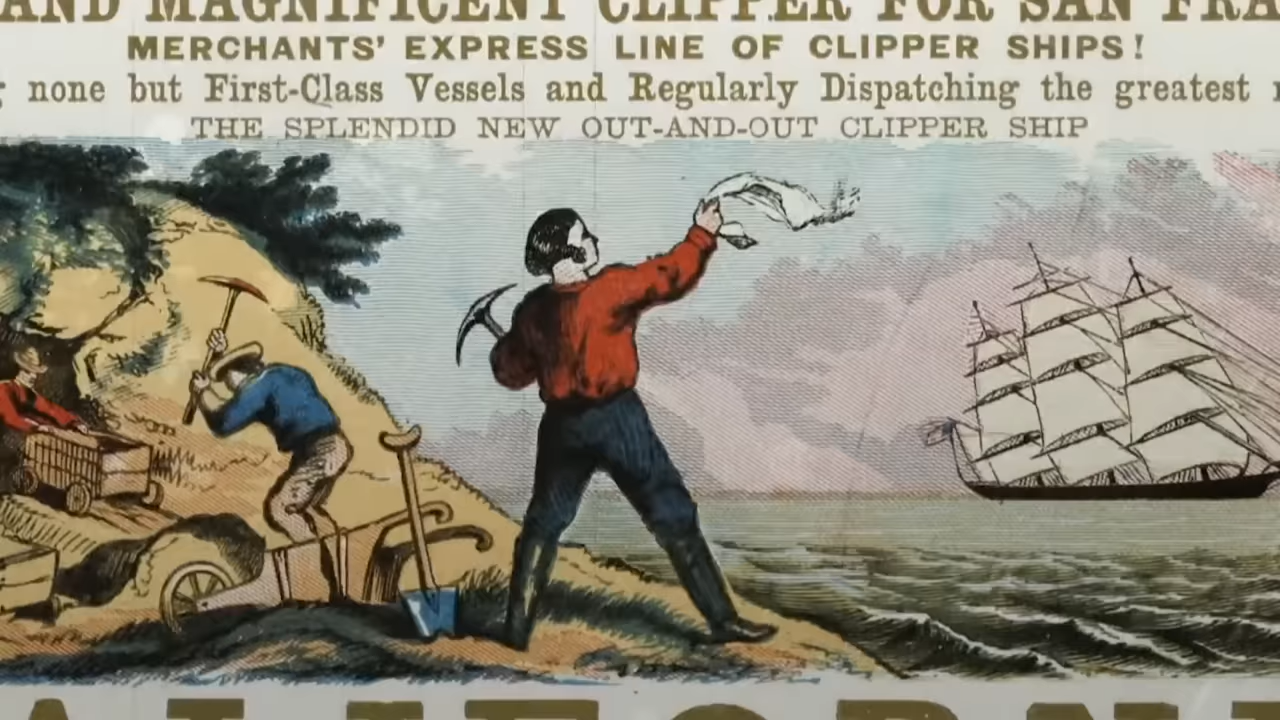 AND MAGNIFICENT CLIPPER FOR SAN FRA
MERCHANTS' EXPRESS LINE OF CLIPPER SHIPS!
none but First-Class Vessels and Regularly Dispatching the greatest
THE SPLENDID NEW OUT-AND-OUT CLIPPER SHIP
ALIFORNI